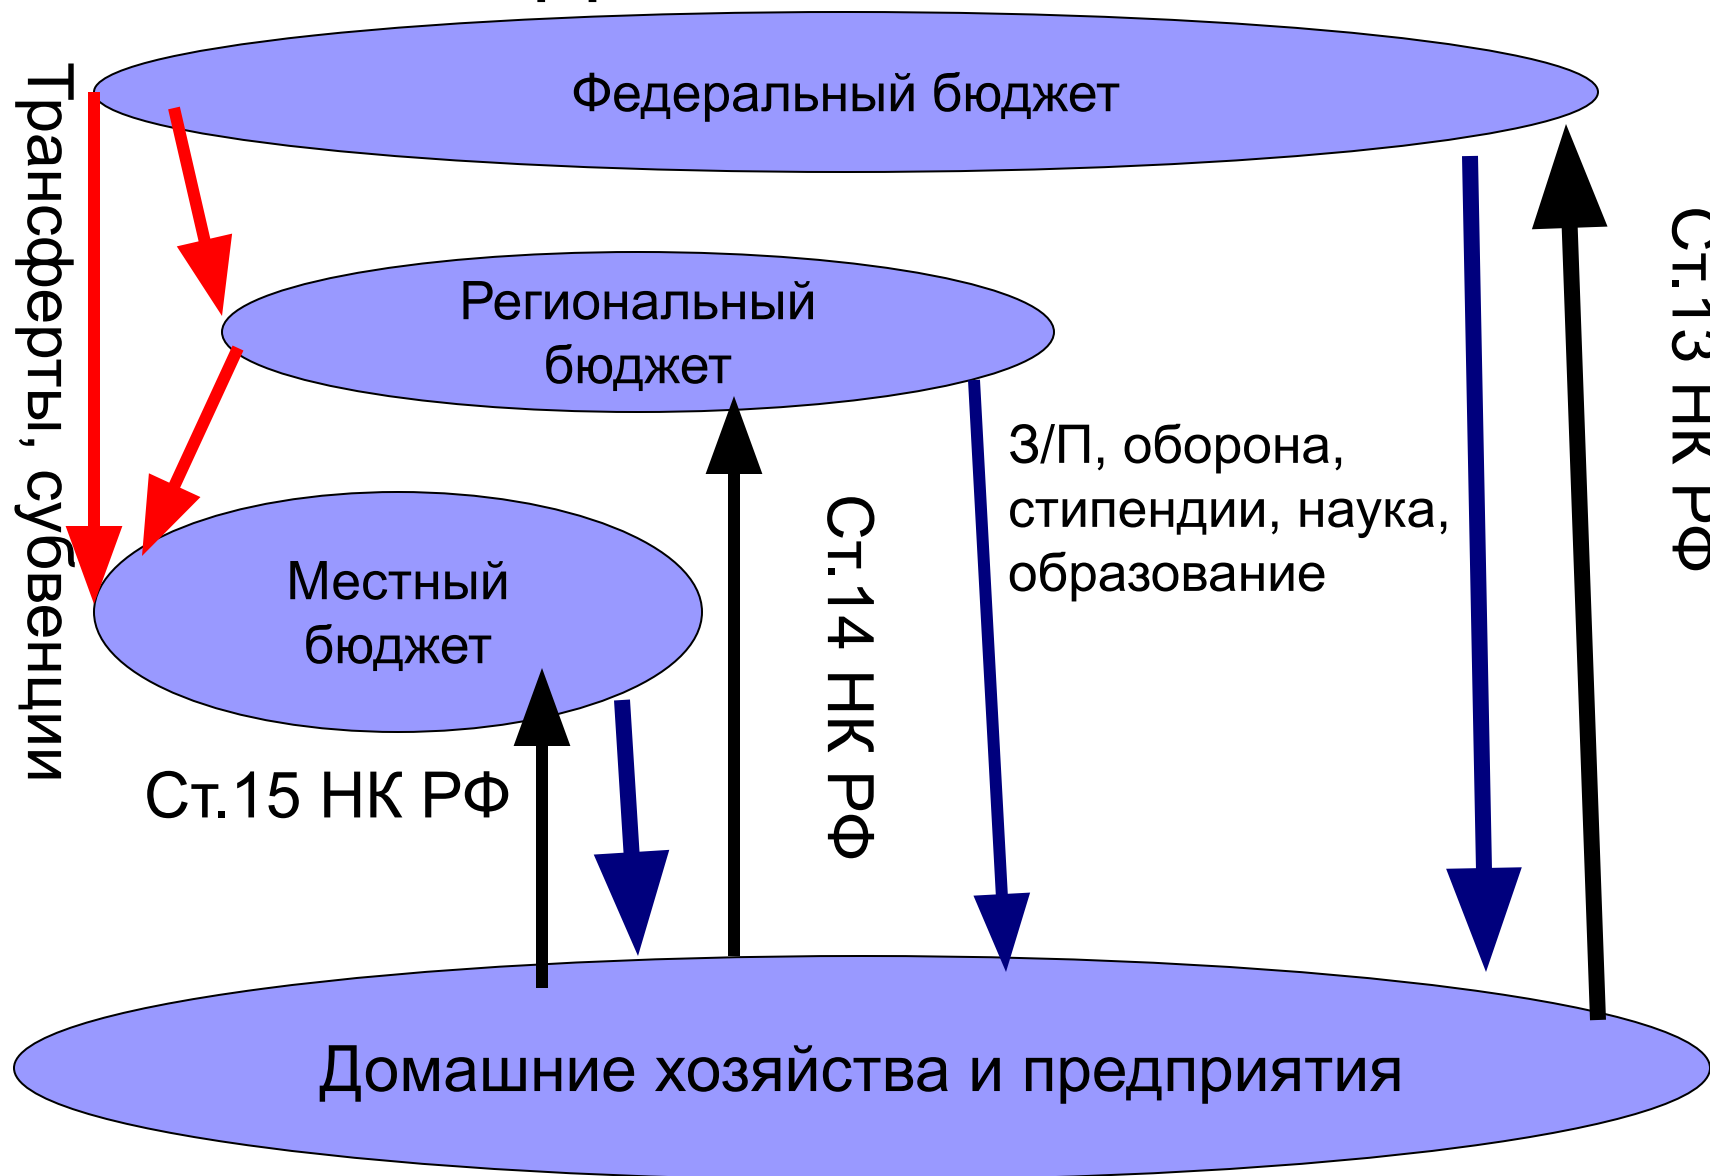 Федеральный бюджет
Трансферты, субвенции
Региональный
бюджет
Ст.13 НК РФ
З/П, оборона,
стипендии, наука,
образование
Ст.14 НК РФ
Местный
бюджет
Ст.15 НК РФ
Домашние хозяйства и предприятия